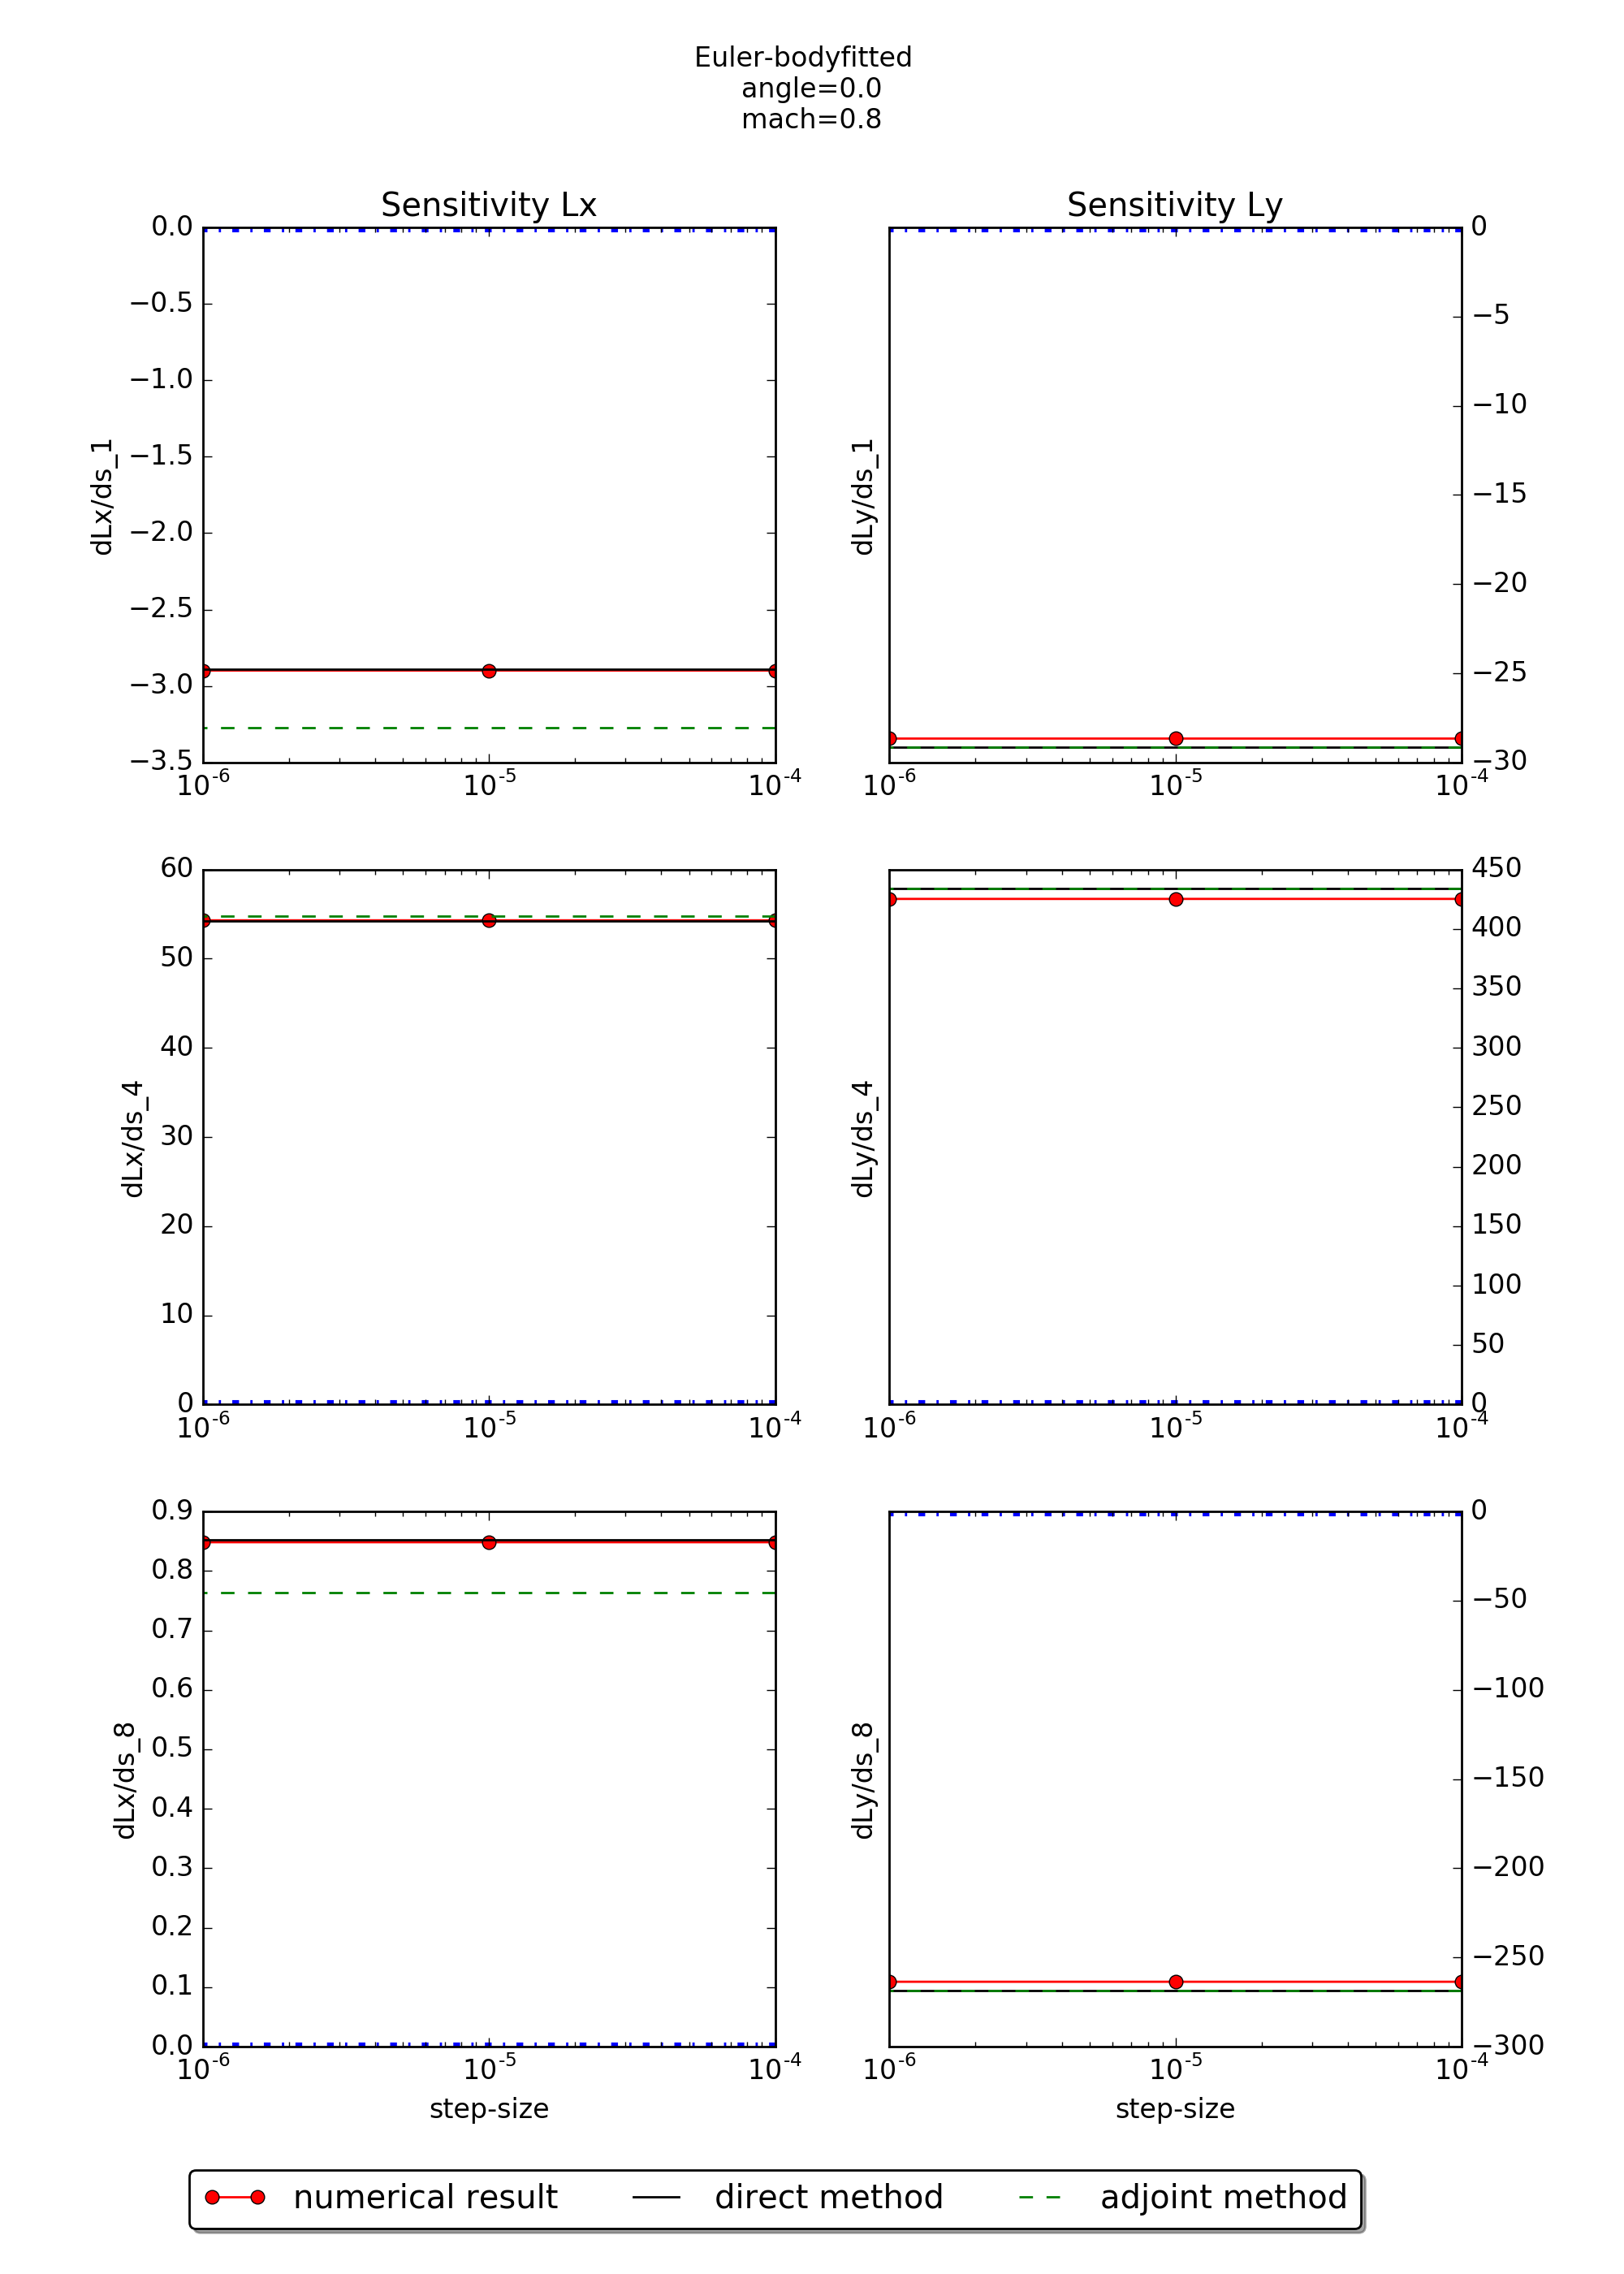 Euler-bodyfitted
angle=0.0
mach=0.8
Sensitivity Lx
0.0
−0.5
−1.0
−1.5
−2.0
−2.5
−3.0
−3.5
dLx/ds_1
10^-6 10^-5 10^-4
Sensitivity Ly
0
−5
−10
−15
−20
−25
−30
dLy/ds_1
10^-6 10^-5 10^-4
60
50
40
30
20
10
0
dLx/ds_4
10^-6 10^-5 10^-4
450
400
350
300
250
200
150
100
50
0
dLy/ds_4
10^-6 10^-5 10^-4
0.9
0.8
0.7
0.6
0.5
0.4
0.3
0.2
0.1
0.0
dLx/ds_8
10^-6 10^-5 10^-4
step-size
0
−50
−100
−150
−200
−250
−300
dLy/ds_8
10^-6 10^-5 10^-4
step-size
numerical result direct method adjoint method